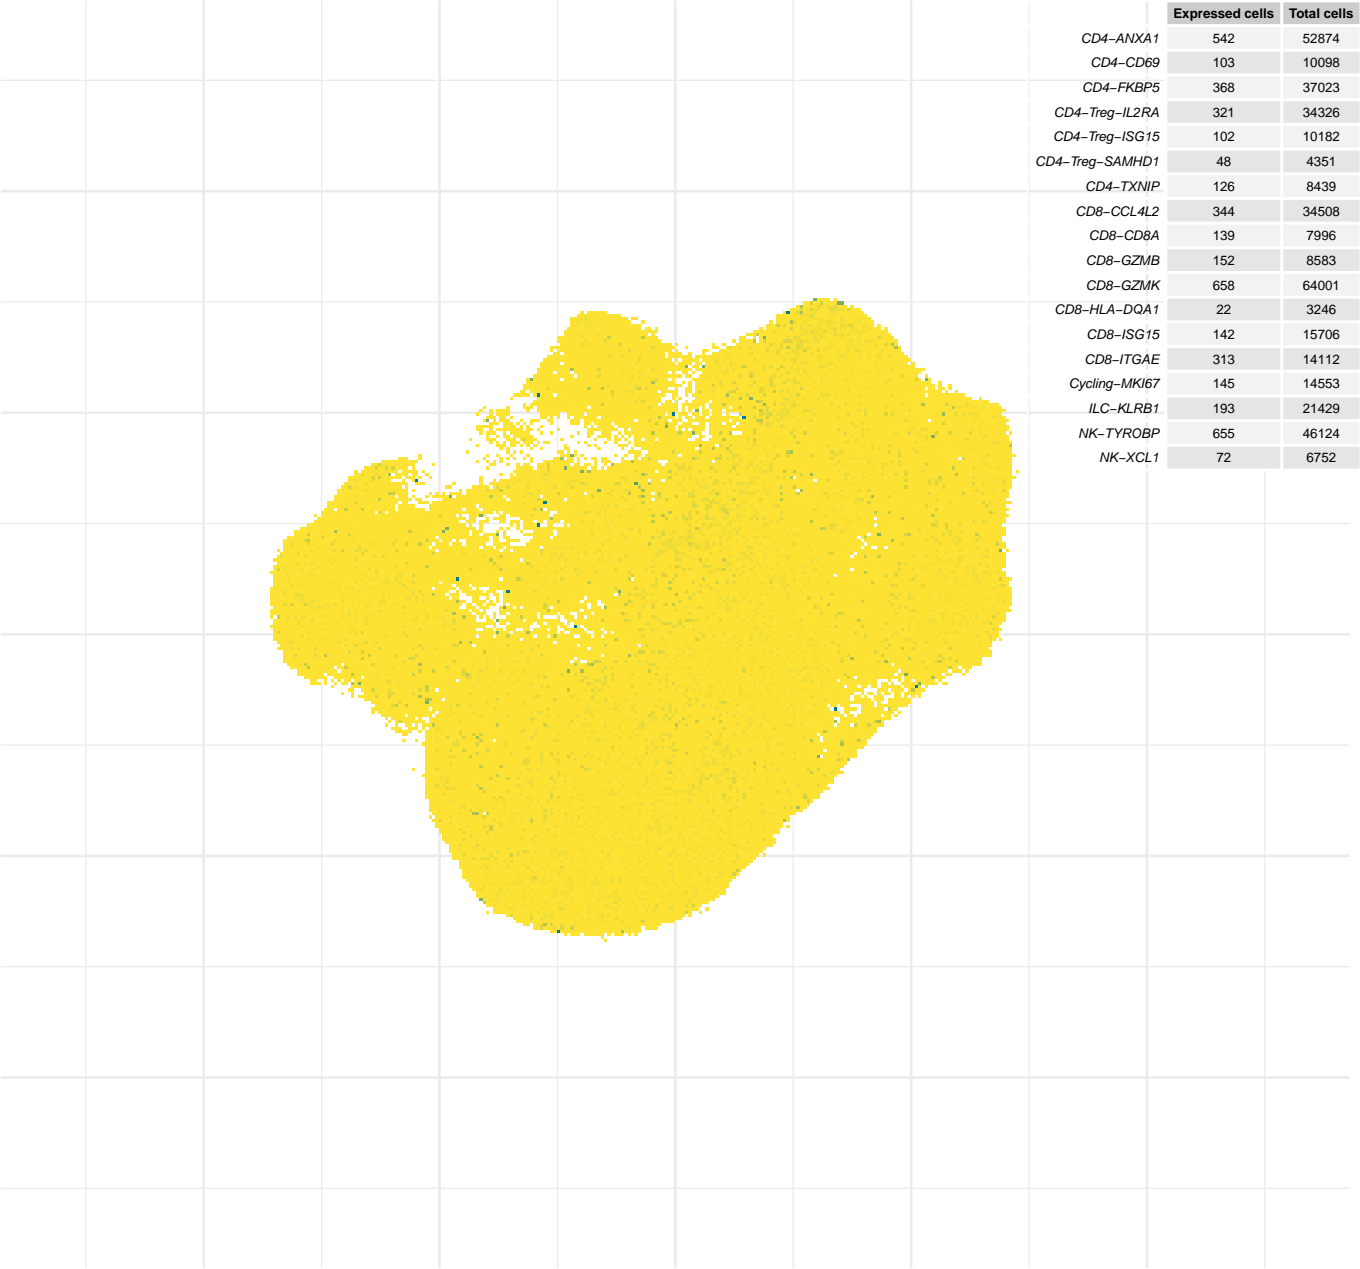 Expressed cells Total cells
CD4−ANXA1 542 52874
CD4−CD69 103 10098
CD4−FKBP5 368 37023
CD4−Treg−IL2RA 321 34326
CD4−Treg−ISG15 102 10182
CD4−Treg−SAMHD1 48 4351
CD4−TXNIP 126 8439
CD8−CCL4L2 344 34508
CD8−CD8A 139 7996
CD8−GZMB 152 8583
CD8−GZMK 658 64001
CD8−HLA−DQA1 22 3246
CD8−ISG15 142 15706
CD8−ITGAE 313 14112
Cycling−MKI67 145 14553
ILC−KLRB1 193 21429
NK−TYROBP 655 46124
NK−XCL1 72 6752